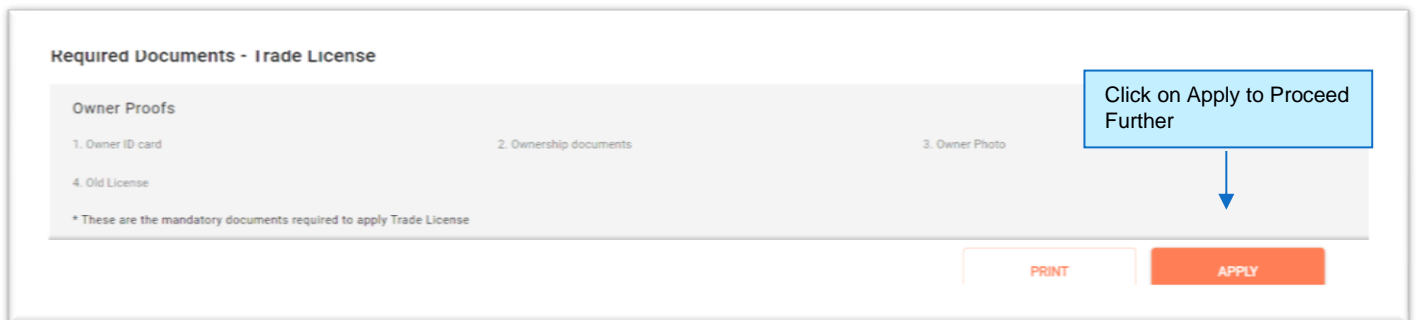 Required Documents - Trade License
Click on Apply to Proceed
Further
Owner Proofs
1. Owner ID card 2. Ownership documents 3. Owner Photo
4. Old License
* These are the mandatory documents required to apply Trade License
PRINT APPLY